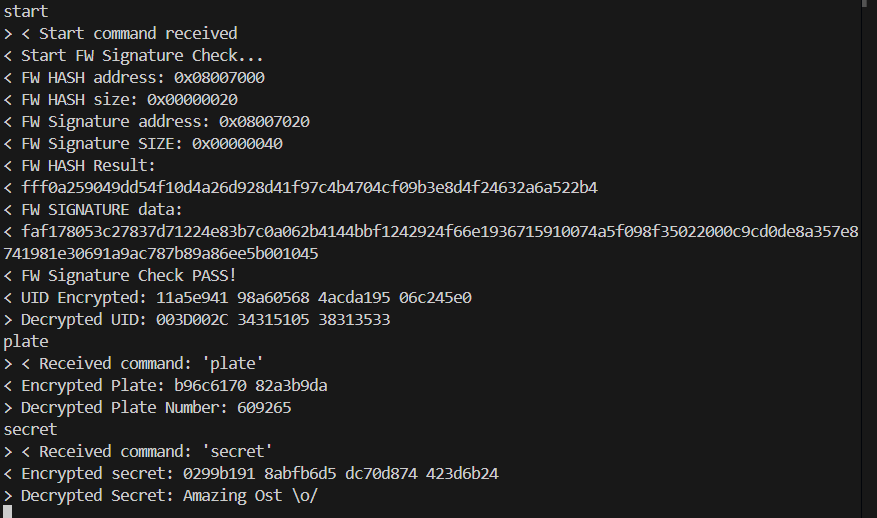 start
> < Start command received
< Start FW Signature Check...
< FW HASH address: 0x08007000
< FW HASH size: 0x00000020
< FW Signature address: 0x08007020
< FW Signature SIZE: 0x00000040
< FW HASH Result:
< fff0a259049dd54f10d4a26d928d41f97c4b4704cf09b3e8d4f24632a6a522b4
< FW SIGNATURE data:
< faf178053c27837d71224e83b7c0a062b4144bbf1242924f66e1936715910074a5f098f35022000c9cd0de8a357e8
741981e30691a9ac787b89a86ee5b001045
< FW Signature Check PASS!
< UID Encrypted: 11a5e941 98a60568 4acda195 06c245e0
> Decrypted UID: 003D002C 34315105 38313533
plate
> < Received command: 'plate'
< Encrypted Plate: b96c6170 82a3b9da
> Decrypted Plate Number: 609265
secret
> < Received command: 'secret'
< Encrypted secret: 0299b191 8abfb6d5 dc70d874 423d6b24
> Decrypted Secret: Amazing Ost \o/